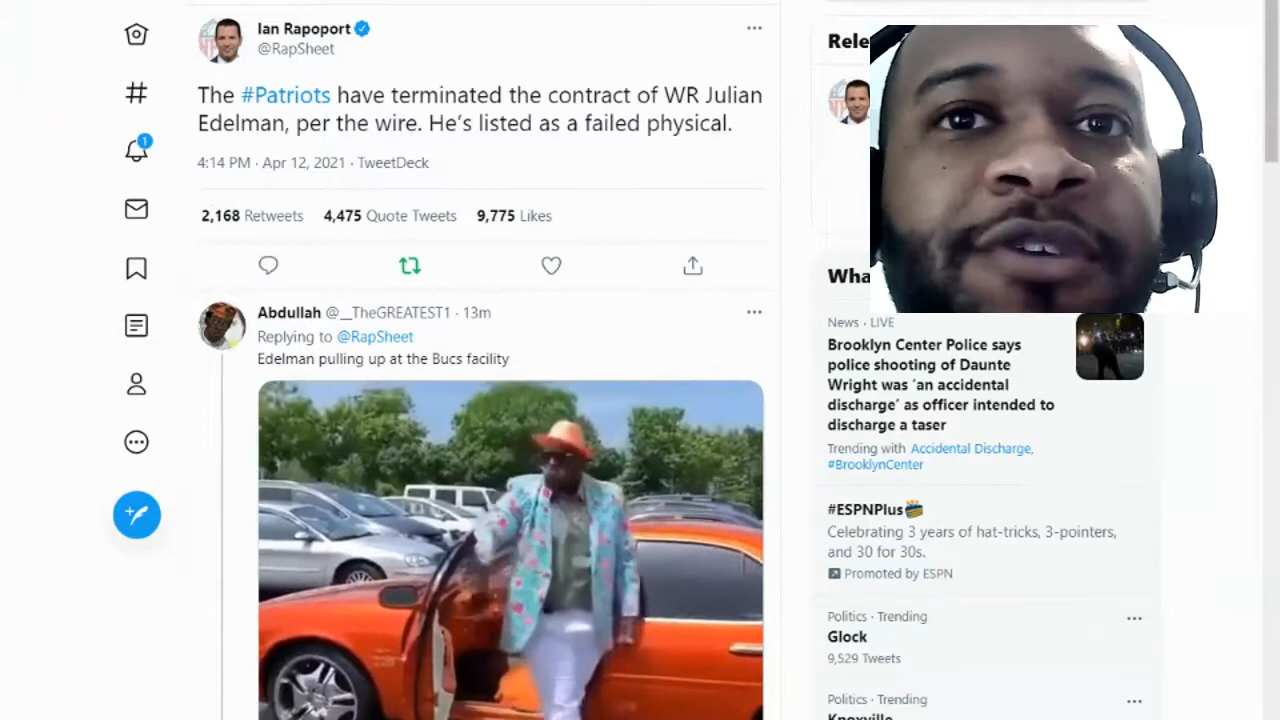 Ian Rapoport
@RapSheet
The #Patriots have terminated the contract of WR Julian
Edelman, per the wire. He's listed as a failed physical.
4:14 PM · Apr 12, 2021 · TweetDeck
2,168 Retweets 4,475 Quote Tweets 9,775 Likes
Abdullah @__TheGREATEST1 · 13m
Replying to @RapSheet
Edelman pulling up at the Bucs facility
1
Rele
Wha
News · LIVE
Brooklyn Center Police says
police shooting of Daunte
Wright was 'an accidental
discharge' as officer intended to
discharge a taser
Trending with Accidental Discharge,
#BrooklynCenter
#ESPNPlus
Celebrating 3 years of hat-tricks, 3-pointers,
and 30 for 30s.
Promoted by ESPN
Politics · Trending
Glock
9,529 Tweets
Politics · Trending
Knoxville